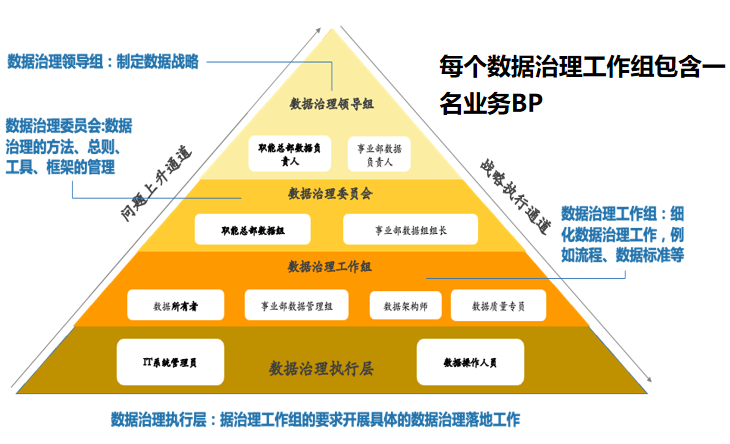 每个数据治理工作组包含一
名业务BP
数据治理领导组：制定数据战略
数据治理领导组
职能总部数据负
责人
事业部数据
负责人
数据治理委员会:数据
治理的方法、总则、
工具、框架的管理
问题上升通道
战略执行通道
数据治理委员会
职能总部数据组
事业部数据组组长
数据治理工作组：细
化数据治理工作，例
如流程、数据标准等
数据治理工作组
数据所有者
事业部数据管理组
数据架构师
数据质量专员
IT系统管理员
数据治理执行层
数据操作人员
数据治理执行层：据治理工作组的要求开展具体的数据治理落地工作